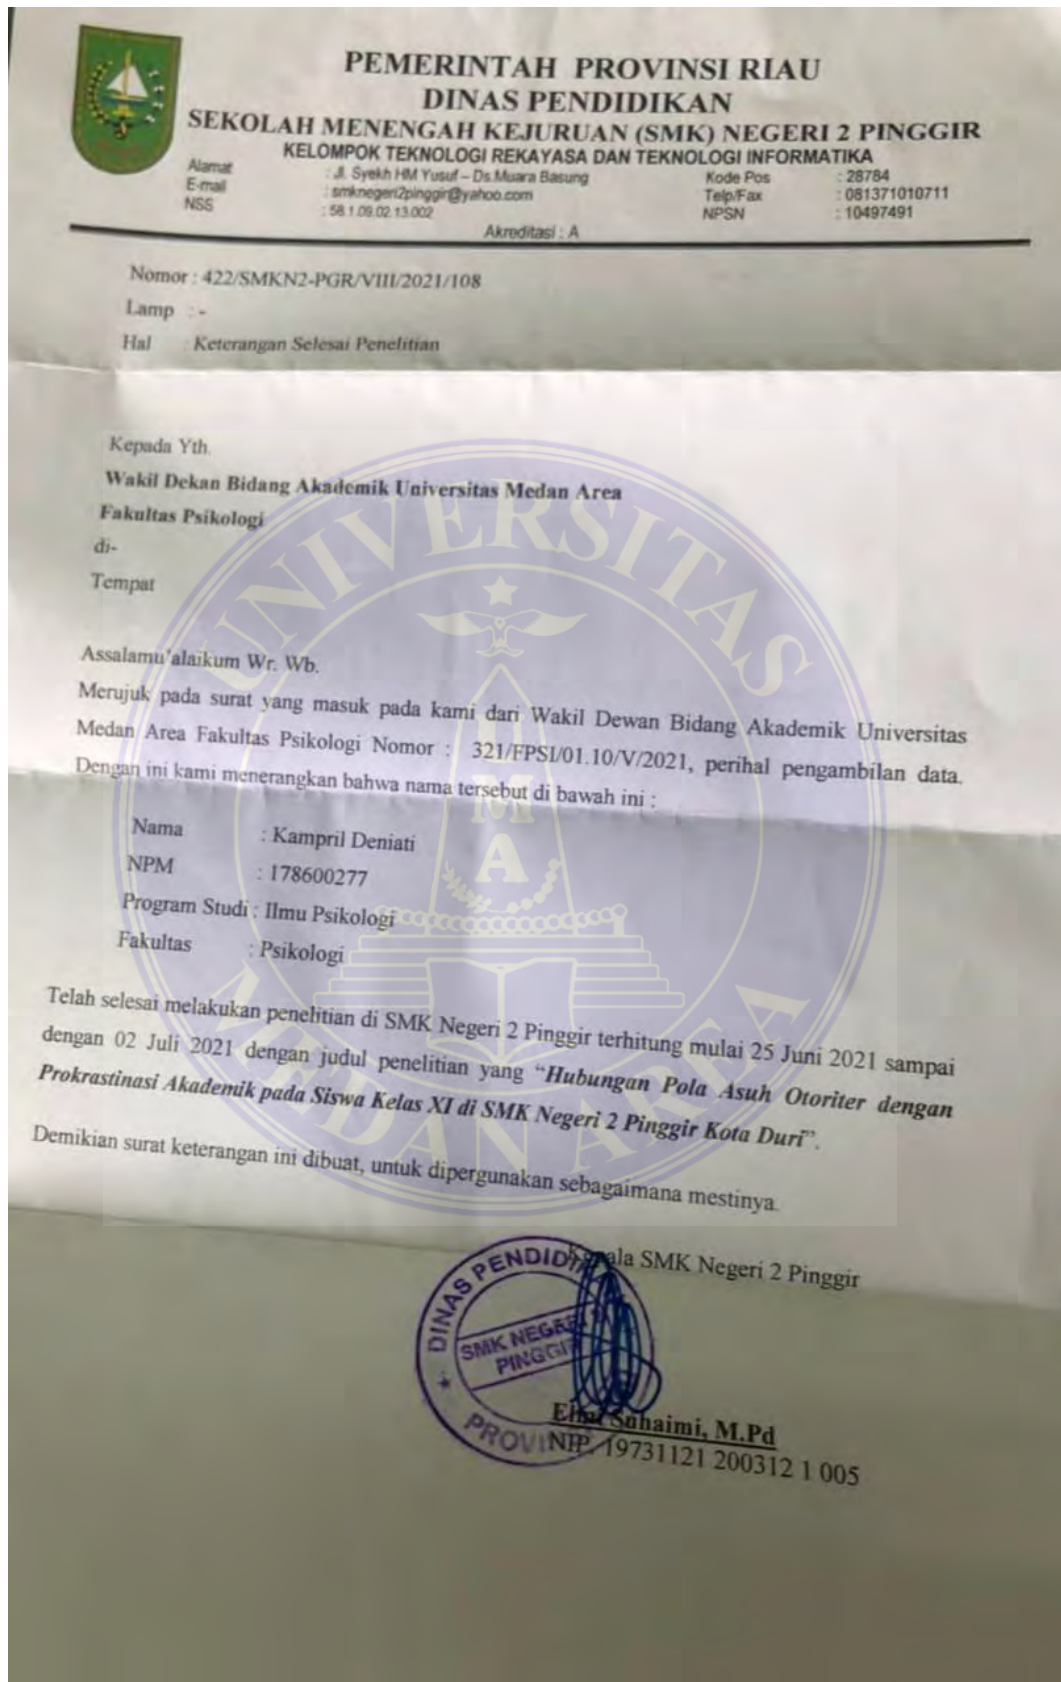 PEMERINTAH PROVINSI RIAU
DINAS PENDIDIKAN
SEKOLAH MENENGAH KEJURUAN (SMK) NEGERI 2 PINGGIR
KELOMPOK TEKNOLOGI REKAYASA DAN TEKNOLOGI INFORMATIKA
Alamat : Jl. Syekh HM Yusuf – Ds.Muara Basung Kode Pos : 28784
E-mail : smknegeri2pinggir@yahoo.com Telp/Fax : 081371010711
NSS : 58.1.09.02.13.002 NPSN : 10497491
Akreditasi : A
Nomor : 422/SMKN2-PGR/VIII/2021/108
Lamp : -
Hal : Keterangan Selesai Penelitian
Kepada Yth.
Wakil Dekan Bidang Akademik Universitas Medan Area
Fakultas Psikologi
di-
Tempat
Assalamu'alaikum Wr. Wb.
Merujuk pada surat yang masuk pada kami dari Wakil Dewan Bidang Akademik Universitas
Medan Area Fakultas Psikologi Nomor : 321/FPSI/01.10/V/2021, perihal pengambilan data.
Dengan ini kami menerangkan bahwa nama tersebut di bawah ini :
Nama : Kampril Deniati
NPM : 178600277
Program Studi : Ilmu Psikologi
Fakultas : Psikologi
Telah selesai melakukan penelitian di SMK Negeri 2 Pinggir terhitung mulai 25 Juni 2021 sampai
dengan 02 Juli 2021 dengan judul penelitian yang “Hubungan Pola Asuh Otoriter dengan
Prokrastinasi Akademik pada Siswa Kelas XI di SMK Negeri 2 Pinggir Kota Duri”.
Demikian surat keterangan ini dibuat, untuk dipergunakan sebagaimana mestinya.
Kepala SMK Negeri 2 Pinggir
DINAS PENDIDIKAN
SMK NEGERI
PINGGIR
Suhaimi, M.Pd
NIP. 19731121 200312 1 005
UNIVERSITAS
UMA
MEDAN AREA